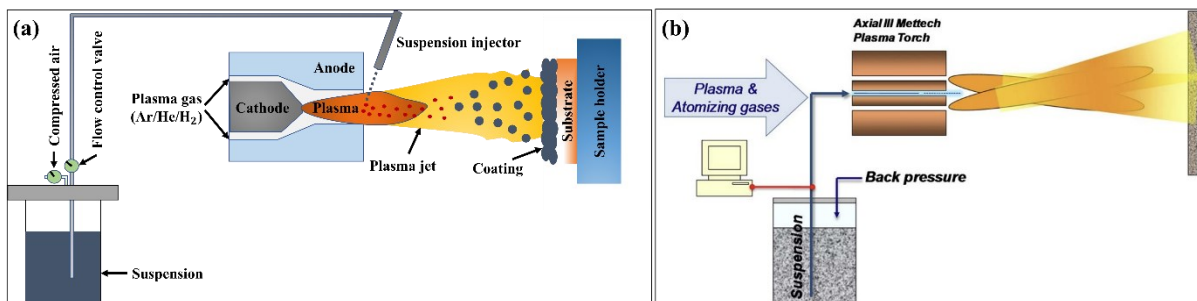 (a)
Compressed air
Flow control valve
Suspension injector
Anode
Plasma gas
(Ar/He/H2)
Cathode
Plasma
Plasma jet
Coating
Substrate
Sample holder
Suspension
(b)
Axial III Mettech
Plasma Torch
Plasma &
Atomizing gases
Back pressure
Suspension